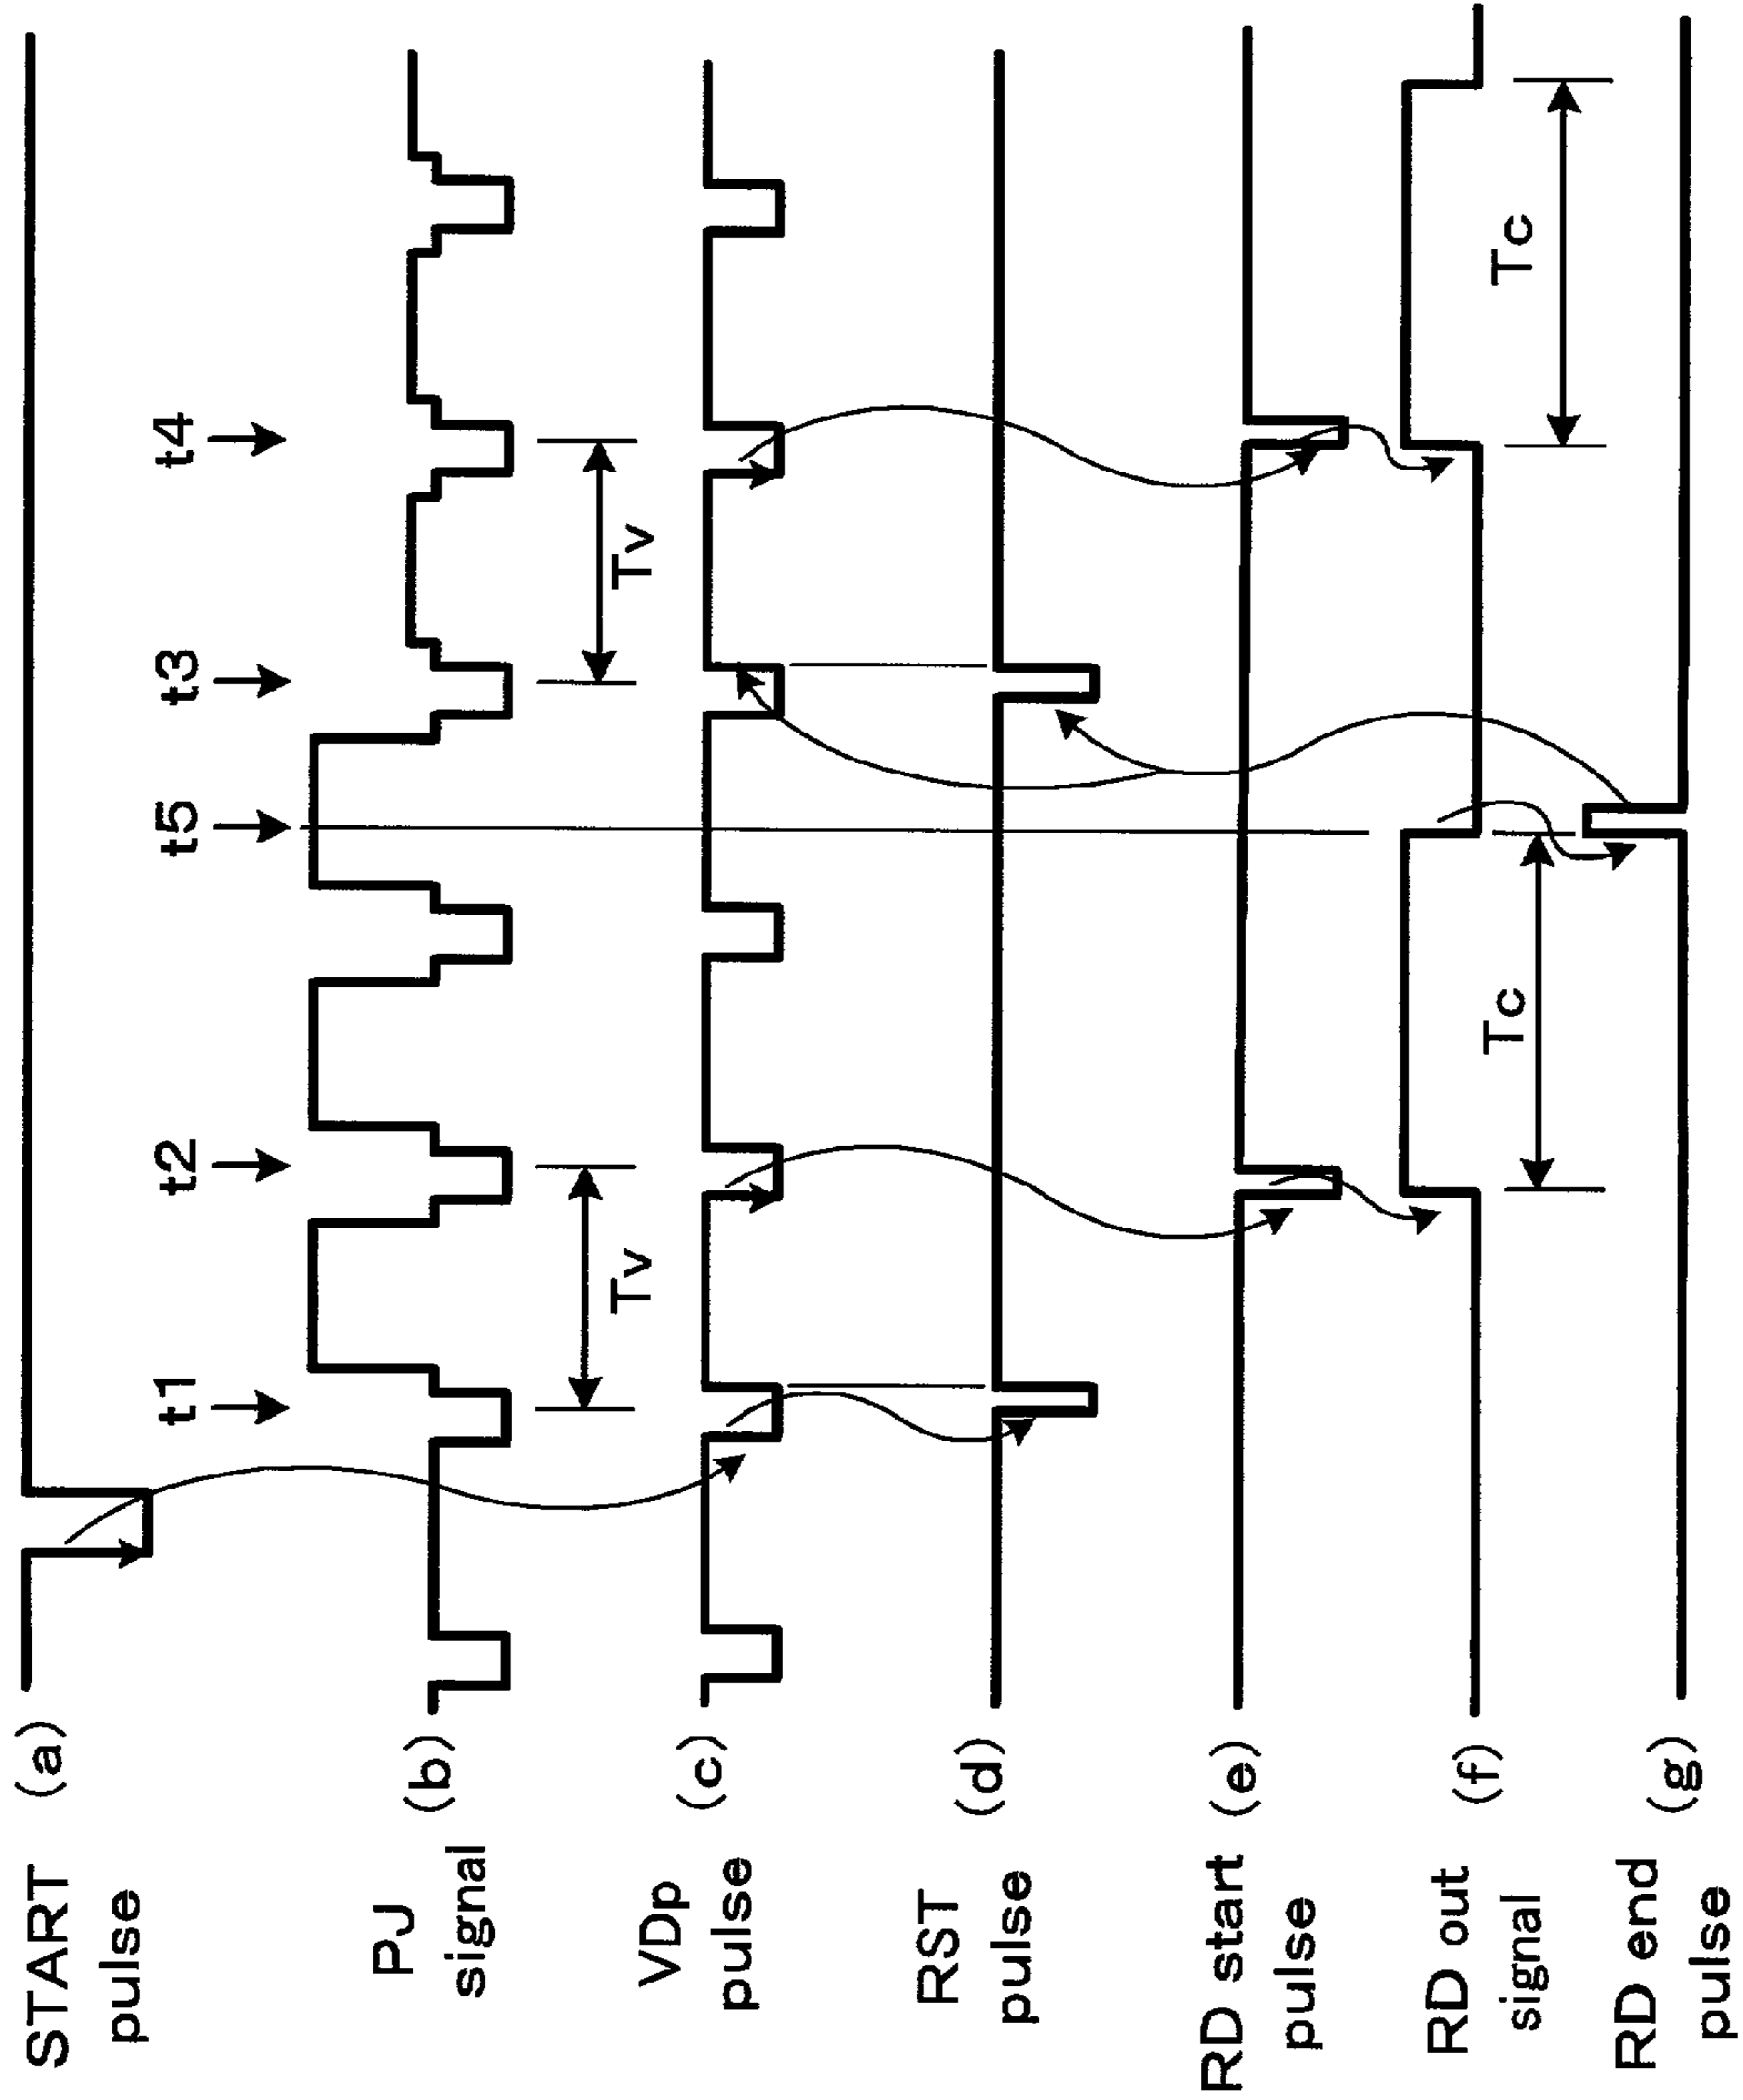 START (a)
pulse
t1 t2 t5 t3 t4
PJ (b)
signal
Tv Tv
VDp (c)
pulse
RST (d)
pulse
RD start (e)
pulse
RD out (f)
signal
Tc Tc
RD end (g)
pulse